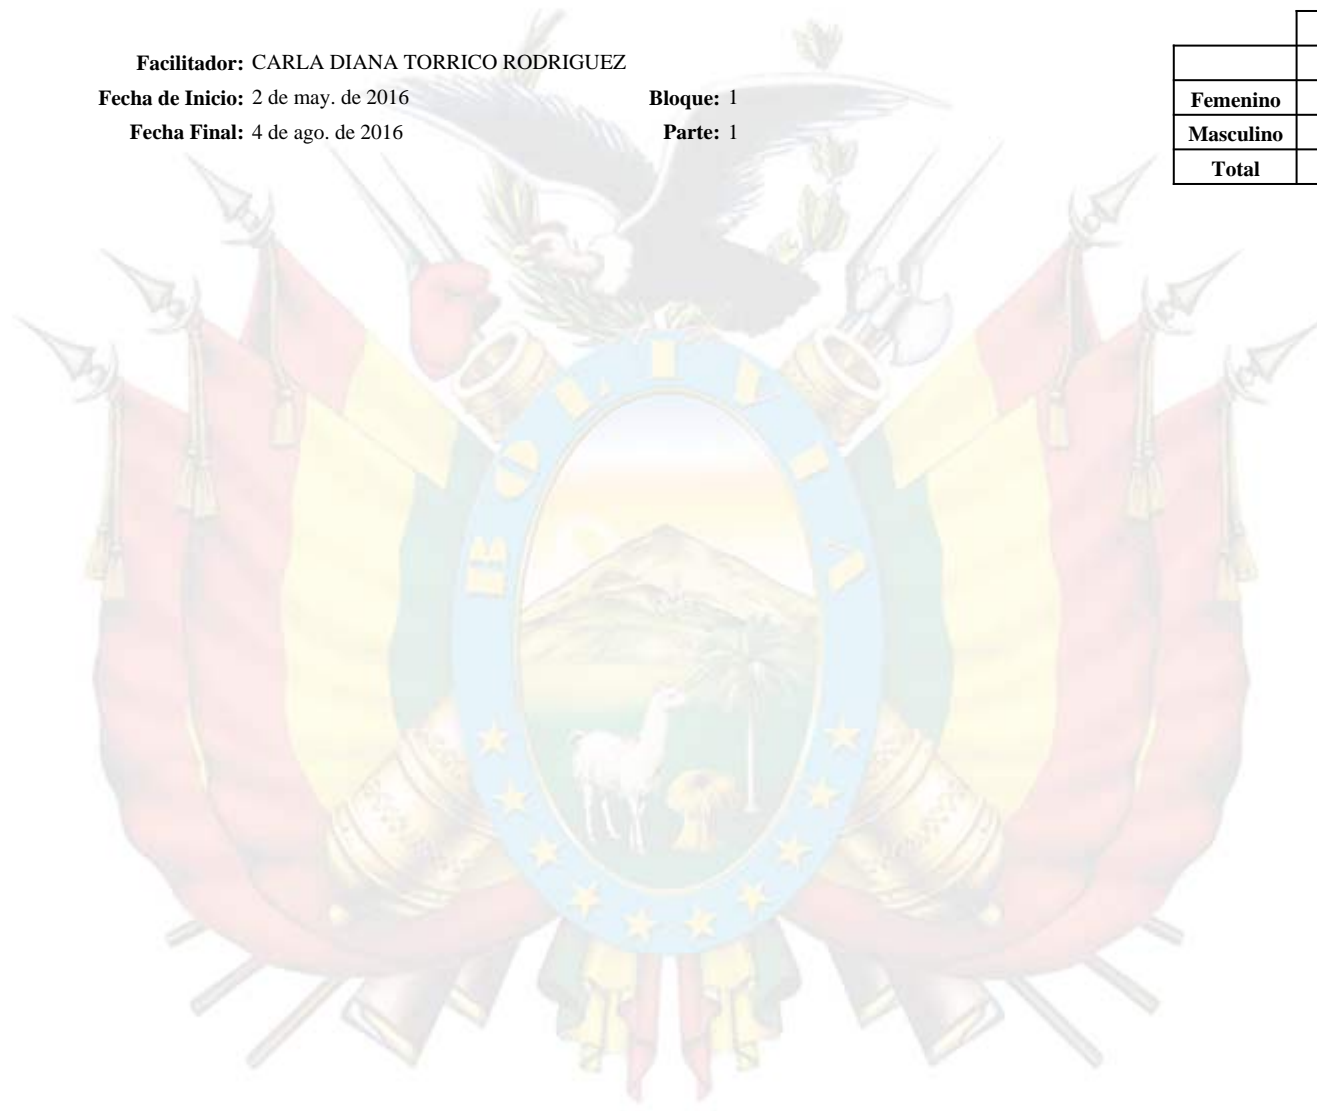 Facilitador: CARLA DIANA TORRICO RODRIGUEZ
Fecha de Inicio: 2 de may. de 2016 Bloque: 1
Fecha Final: 4 de ago. de 2016 Parte: 1
Femenino
Masculino
Total
BOLIVIA